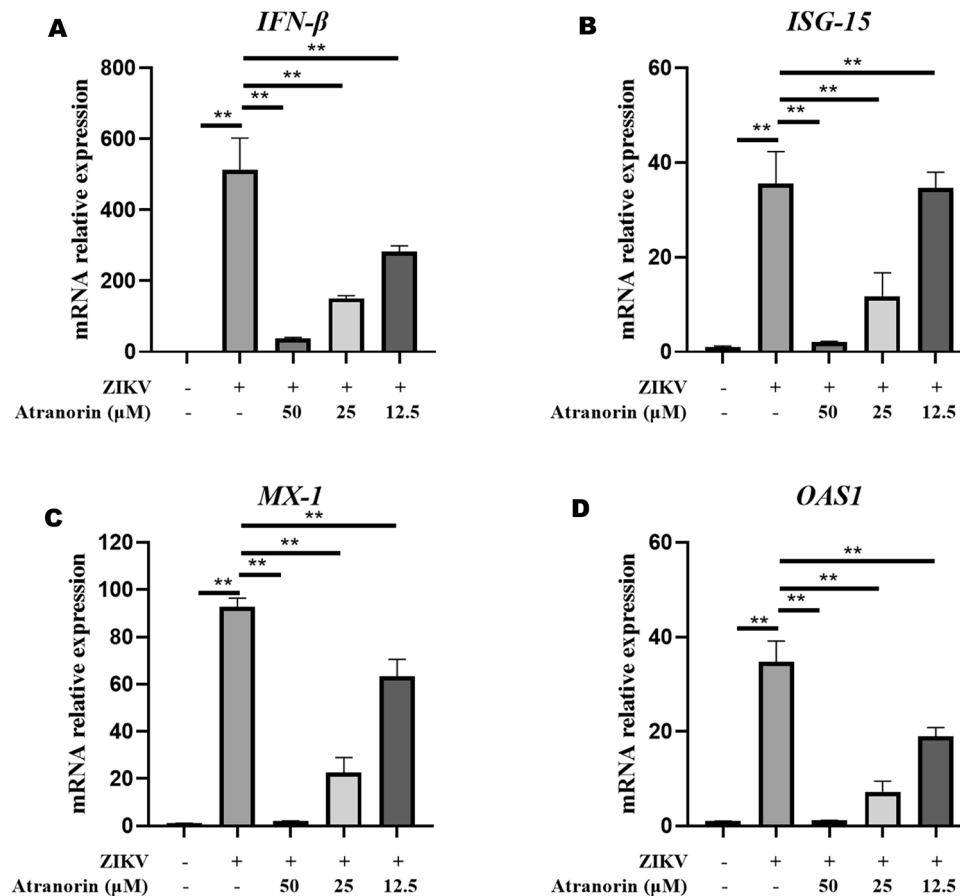 A
IFN-β
mRNA relative expression
800
600
400
200
0
**
**
**
**
ZIKV - + + + +
Atranorin (μM) - - 50 25 12.5
B
ISG-15
mRNA relative expression
60
40
20
0
**
**
**
**
ZIKV - + + + +
Atranorin (μM) - - 50 25 12.5
C
MX-1
mRNA relative expression
120
100
80
60
40
20
0
**
**
**
**
ZIKV - + + + +
Atranorin (μM) - - 50 25 12.5
D
OAS1
mRNA relative expression
60
40
20
0
**
**
**
**
ZIKV - + + + +
Atranorin (μM) - - 50 25 12.5